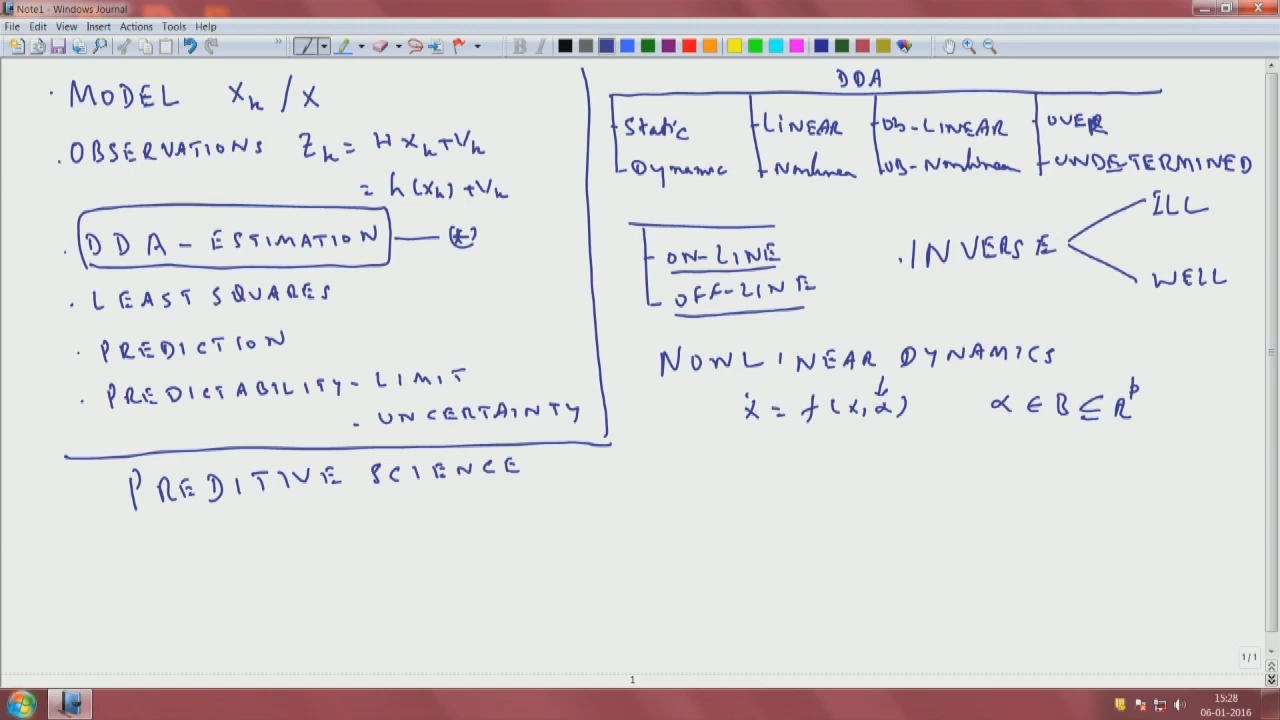 Note1 - Windows Journal
File Edit View Insert Actions Tools Help
· MODEL x_k / x
· OBSERVATIONS Z_k = H x_k + V_k
= h(x_k) + V_k
· DDA - ESTIMATION — (*)
· LEAST SQUARES
· PREDICTION
· PREDICTABILITY - LIMIT
- UNCERTAINTY
PREDITIVE SCIENCE
DDA
Static LINEAR OB-LINEAR OVER
Dynamic Nonlinear OB-Nonlinear UNDETERMINED
ON-LINE
OFF-LINE
· INVERSE
ILL
WELL
NONLINEAR DYNAMICS
ẋ = f(x, α) α ∈ B ⊆ R^p
1/1
1
15:28
06-01-2016